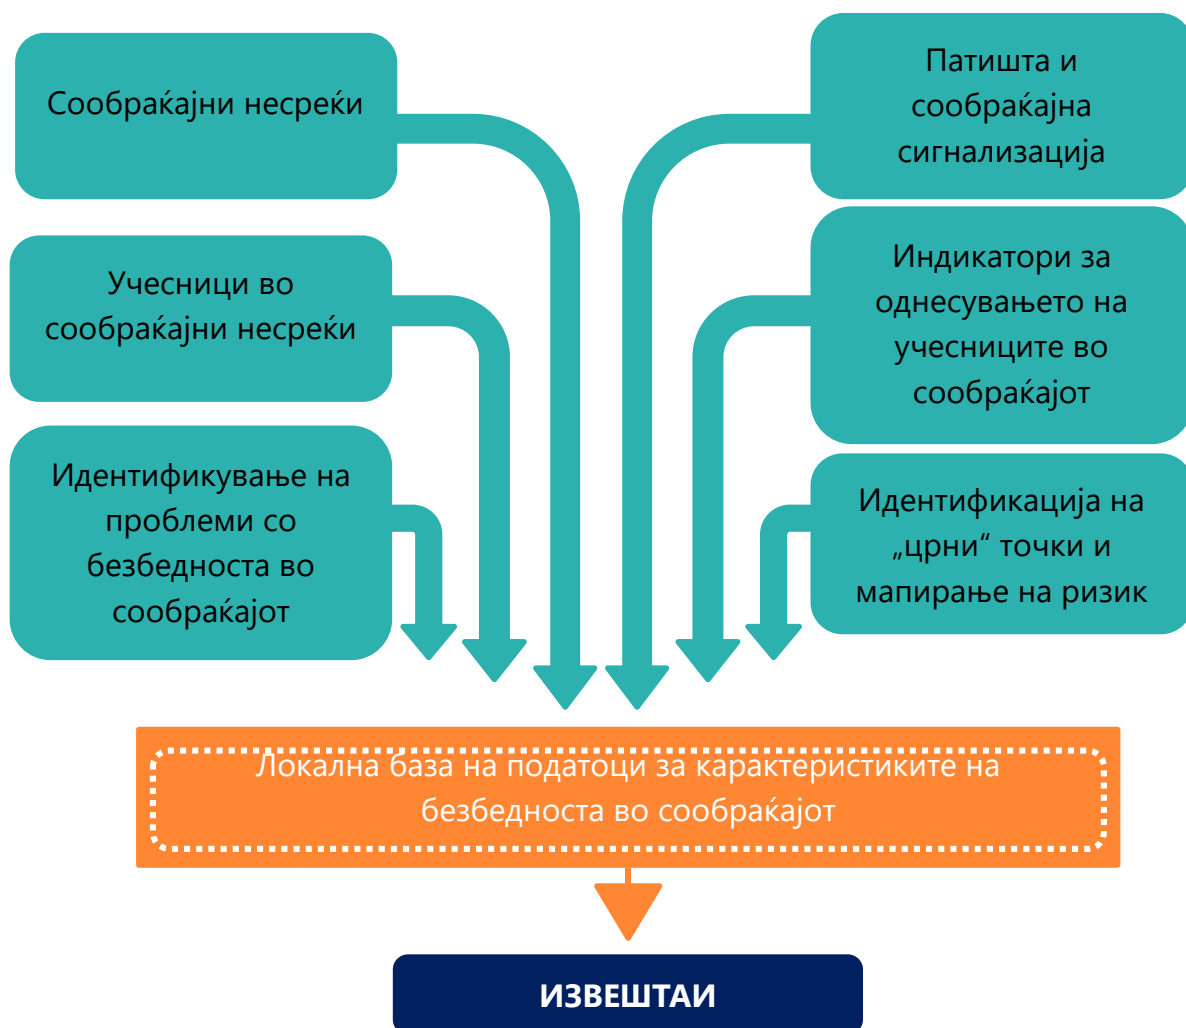 Сообраќајни несреќи
Учесници во
сообраќајни несреќи
Идентификување на
проблеми со
безбедноста во
сообраќајот
Патишта и
сообраќајна
сигнализација
Индикатори за
однесувањето на
учесниците во
сообраќајот
Идентификација на
„црни“ точки и
мапирање на ризик
Локална база на податоци за карактеристиките на
безбедноста во сообраќајот
ИЗВЕШТАИ